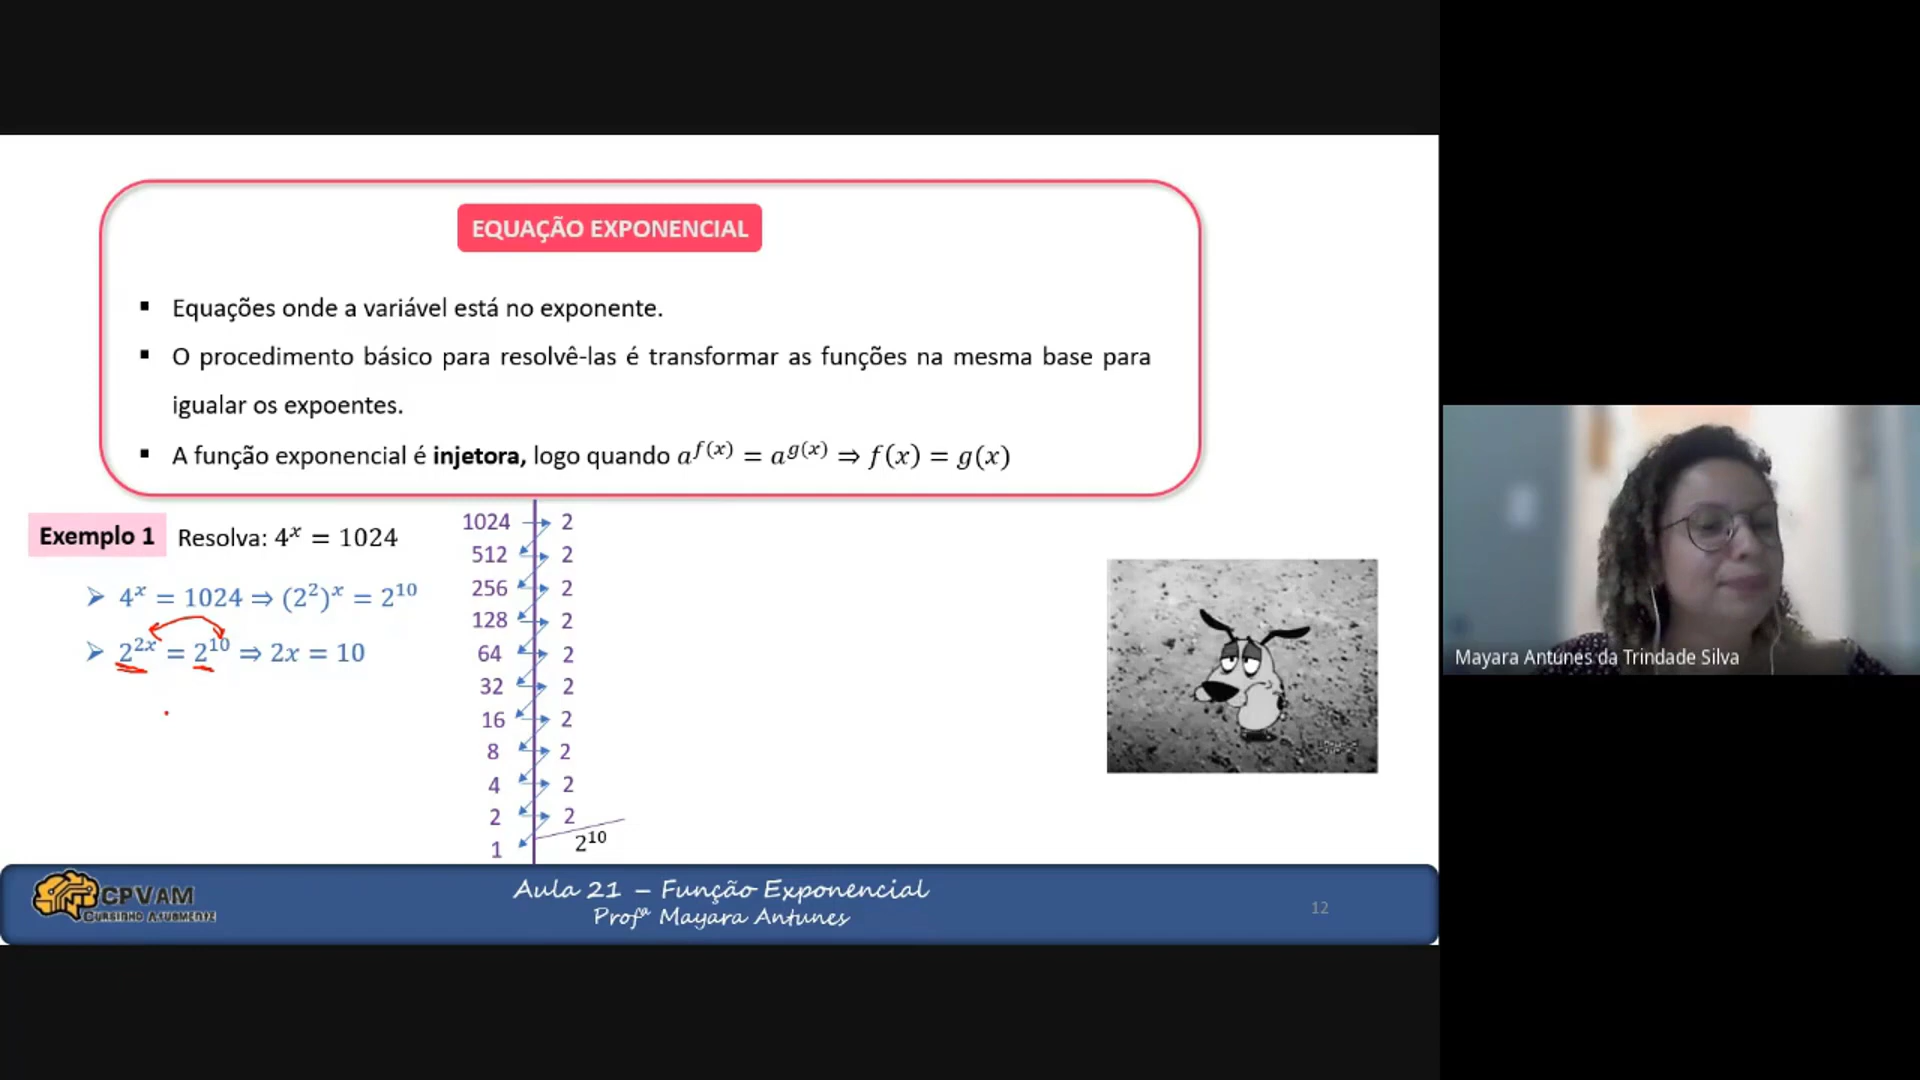 EQUAÇÃO EXPONENCIAL
▪ Equações onde a variável está no exponente.
▪ O procedimento básico para resolvê-las é transformar as funções na mesma base para
igualar os expoentes.
▪ A função exponencial é injetora, logo quando a^{f(x)} = a^{g(x)} ⇒ f(x) = g(x)
Exemplo 1 Resolva: 4^x = 1024
➢ 4^x = 1024 ⇒ (2^2)^x = 2^{10}
➢ 2^{2x} = 2^{10} ⇒ 2x = 10
1024 2
512 2
256 2
128 2
64 2
32 2
16 2
8 2
4 2
2 2
1 2^{10}
Mayara Antunes da Trindade Silva
CPVAM
Aula 21 – Função Exponencial
Profª Mayara Antunes
12